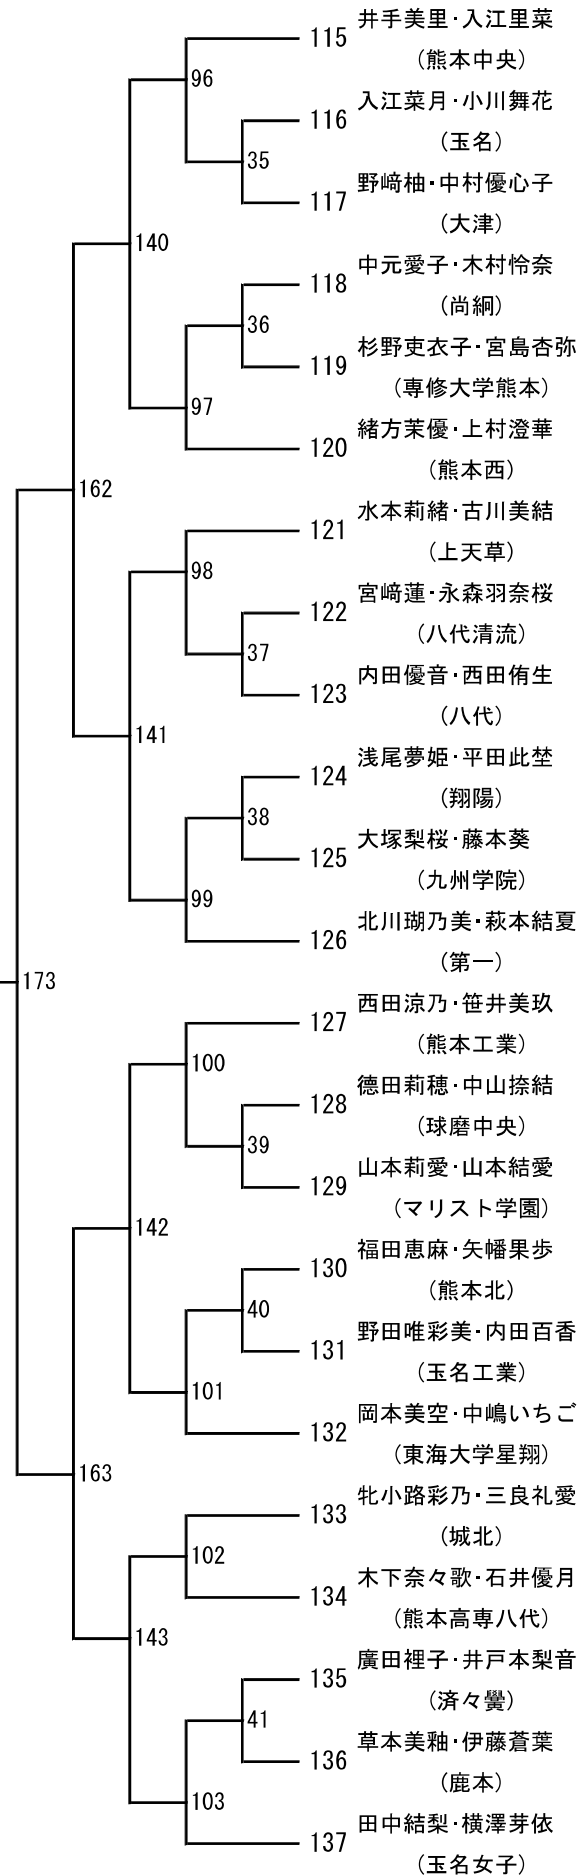 115 井手美里・入江里菜
(熊本中央)
96
116 入江菜月・小川舞花
(玉名)
35
117 野﨑柚・中村優心子
(大津)
140
118 中元愛子・木村怜奈
(尚絅)
36
119 杉野吏衣子・宮島杏弥
(専修大学熊本)
97
120 緒方茉優・上村澄華
(熊本西)
162
121 水本莉緒・古川美結
(上天草)
98
122 宮﨑蓮・永森羽奈桜
(八代清流)
37
123 内田優音・西田侑生
(八代)
141
124 浅尾夢姫・平田此埜
(翔陽)
38
125 大塚梨桜・藤本葵
(九州学院)
99
126 北川瑚乃美・萩本結夏
(第一)
173
127 西田涼乃・笹井美玖
(熊本工業)
100
128 德田莉穂・中山捺結
(球磨中央)
39
129 山本莉愛・山本結愛
(マリスト学園)
142
130 福田恵麻・矢幡果歩
(熊本北)
40
131 野田唯彩美・内田百香
(玉名工業)
101
132 岡本美空・中嶋いちご
(東海大学星翔)
163
133 牝小路彩乃・三良礼愛
(城北)
102
134 木下奈々歌・石井優月
(熊本高専八代)
143
135 廣田裡子・井戸本梨音
(済々黌)
41
136 草本美釉・伊藤蒼葉
(鹿本)
103
137 田中結梨・横澤芽依
(玉名女子)